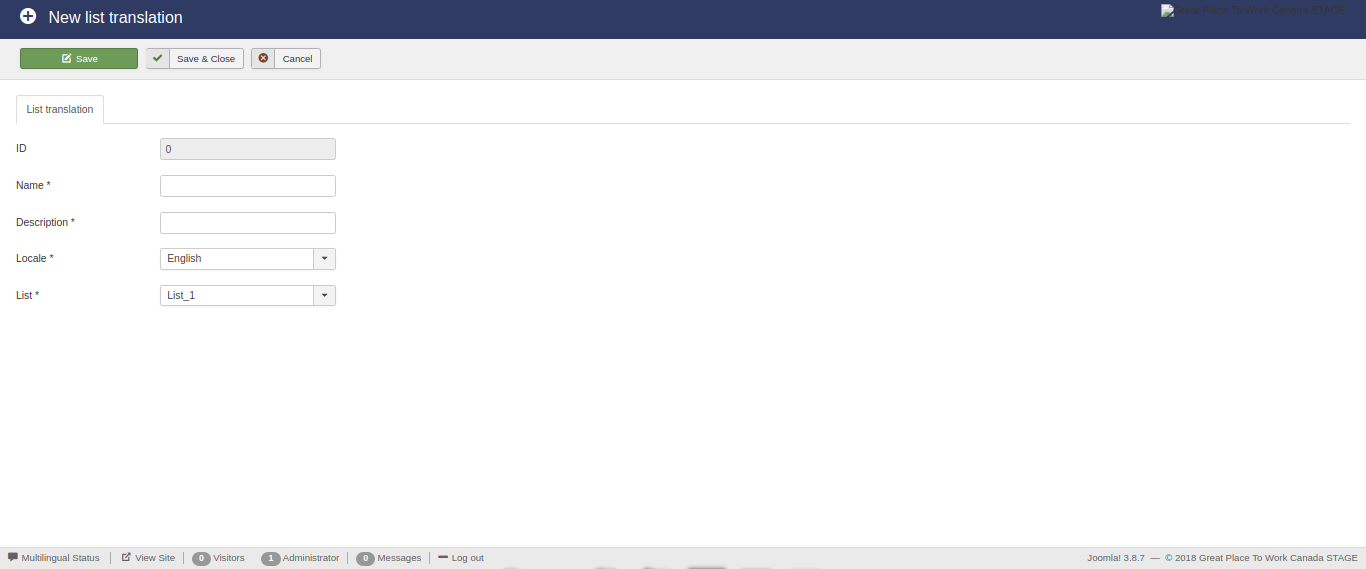 New list translation
Great Place To Work Canada STAGE
Save
Save & Close
Cancel
List translation
ID
0
Name *
Description *
Locale *
English
List *
List_1
Multilingual Status
View Site
0 Visitors
1 Administrator
0 Messages
Log out
Joomla! 3.8.7 — © 2018 Great Place To Work Canada STAGE